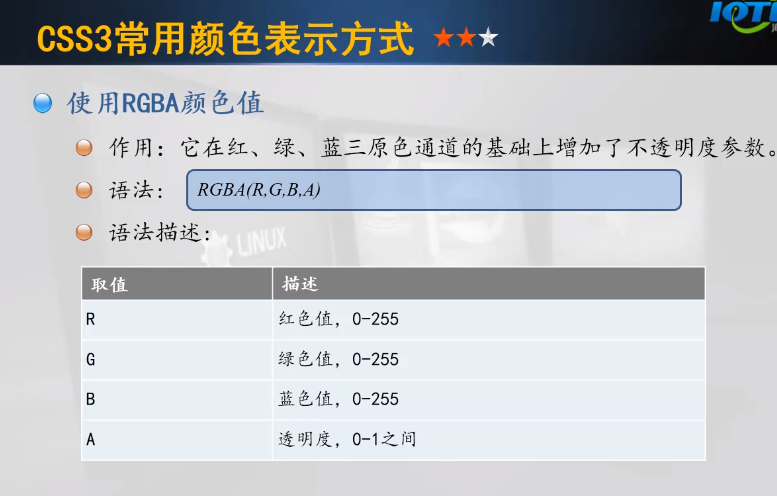 CSS3常用颜色表示方式
IOT
使用RGBA颜色值
作用：它在红、绿、蓝三原色通道的基础上增加了不透明度参数。
语法：
RGBA(R,G,B,A)
语法描述：
LINUX
取值 描述
R 红色值，0-255
G 绿色值，0-255
B 蓝色值，0-255
A 透明度，0-1之间